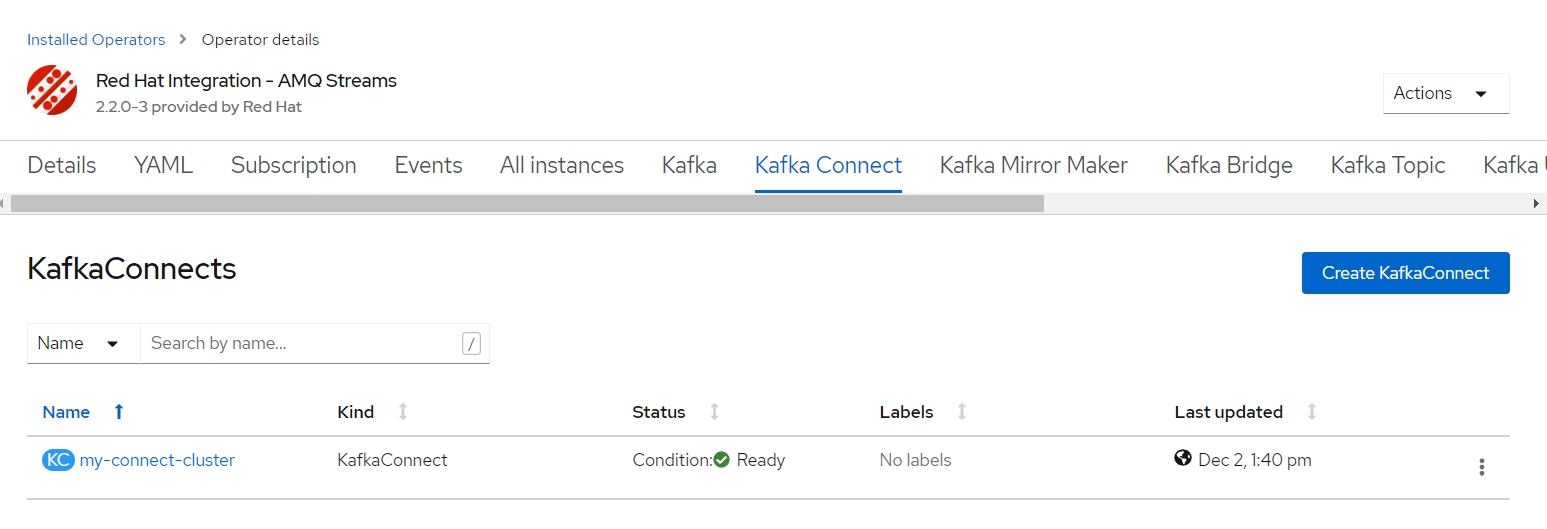 Installed Operators > Operator details
Red Hat Integration - AMQ Streams
2.2.0-3 provided by Red Hat
Actions
Details YAML Subscription Events All instances Kafka Kafka Connect Kafka Mirror Maker Kafka Bridge Kafka Topic Kafka
KafkaConnects
Create KafkaConnect
Name Search by name... /
Name Kind Status Labels Last updated
KC my-connect-cluster KafkaConnect Condition: Ready No labels Dec 2, 1:40 pm